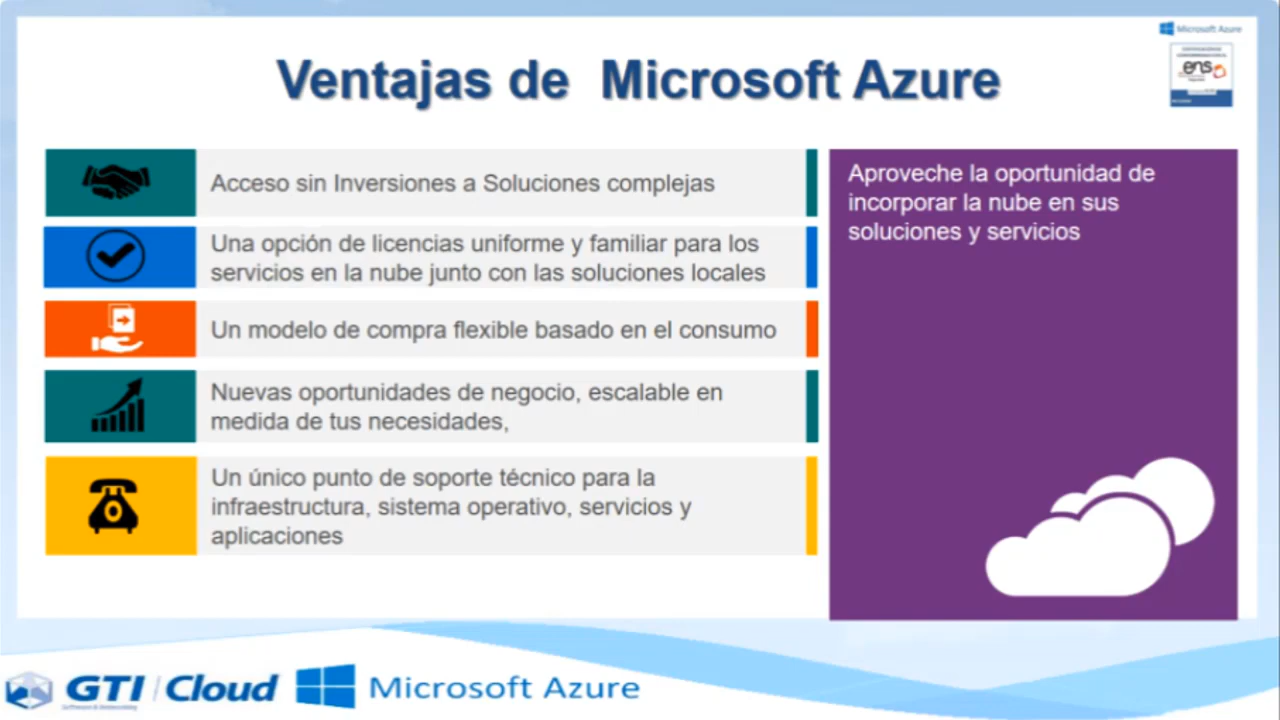 Microsoft Azure
ens
Ventajas de Microsoft Azure
Acceso sin Inversiones a Soluciones complejas
Una opción de licencias uniforme y familiar para los
servicios en la nube junto con las soluciones locales
Un modelo de compra flexible basado en el consumo
Nuevas oportunidades de negocio, escalable en
medida de tus necesidades,
Un único punto de soporte técnico para la
infraestructura, sistema operativo, servicios y
aplicaciones
Aproveche la oportunidad de
incorporar la nube en sus
soluciones y servicios
GTI Cloud
Microsoft Azure